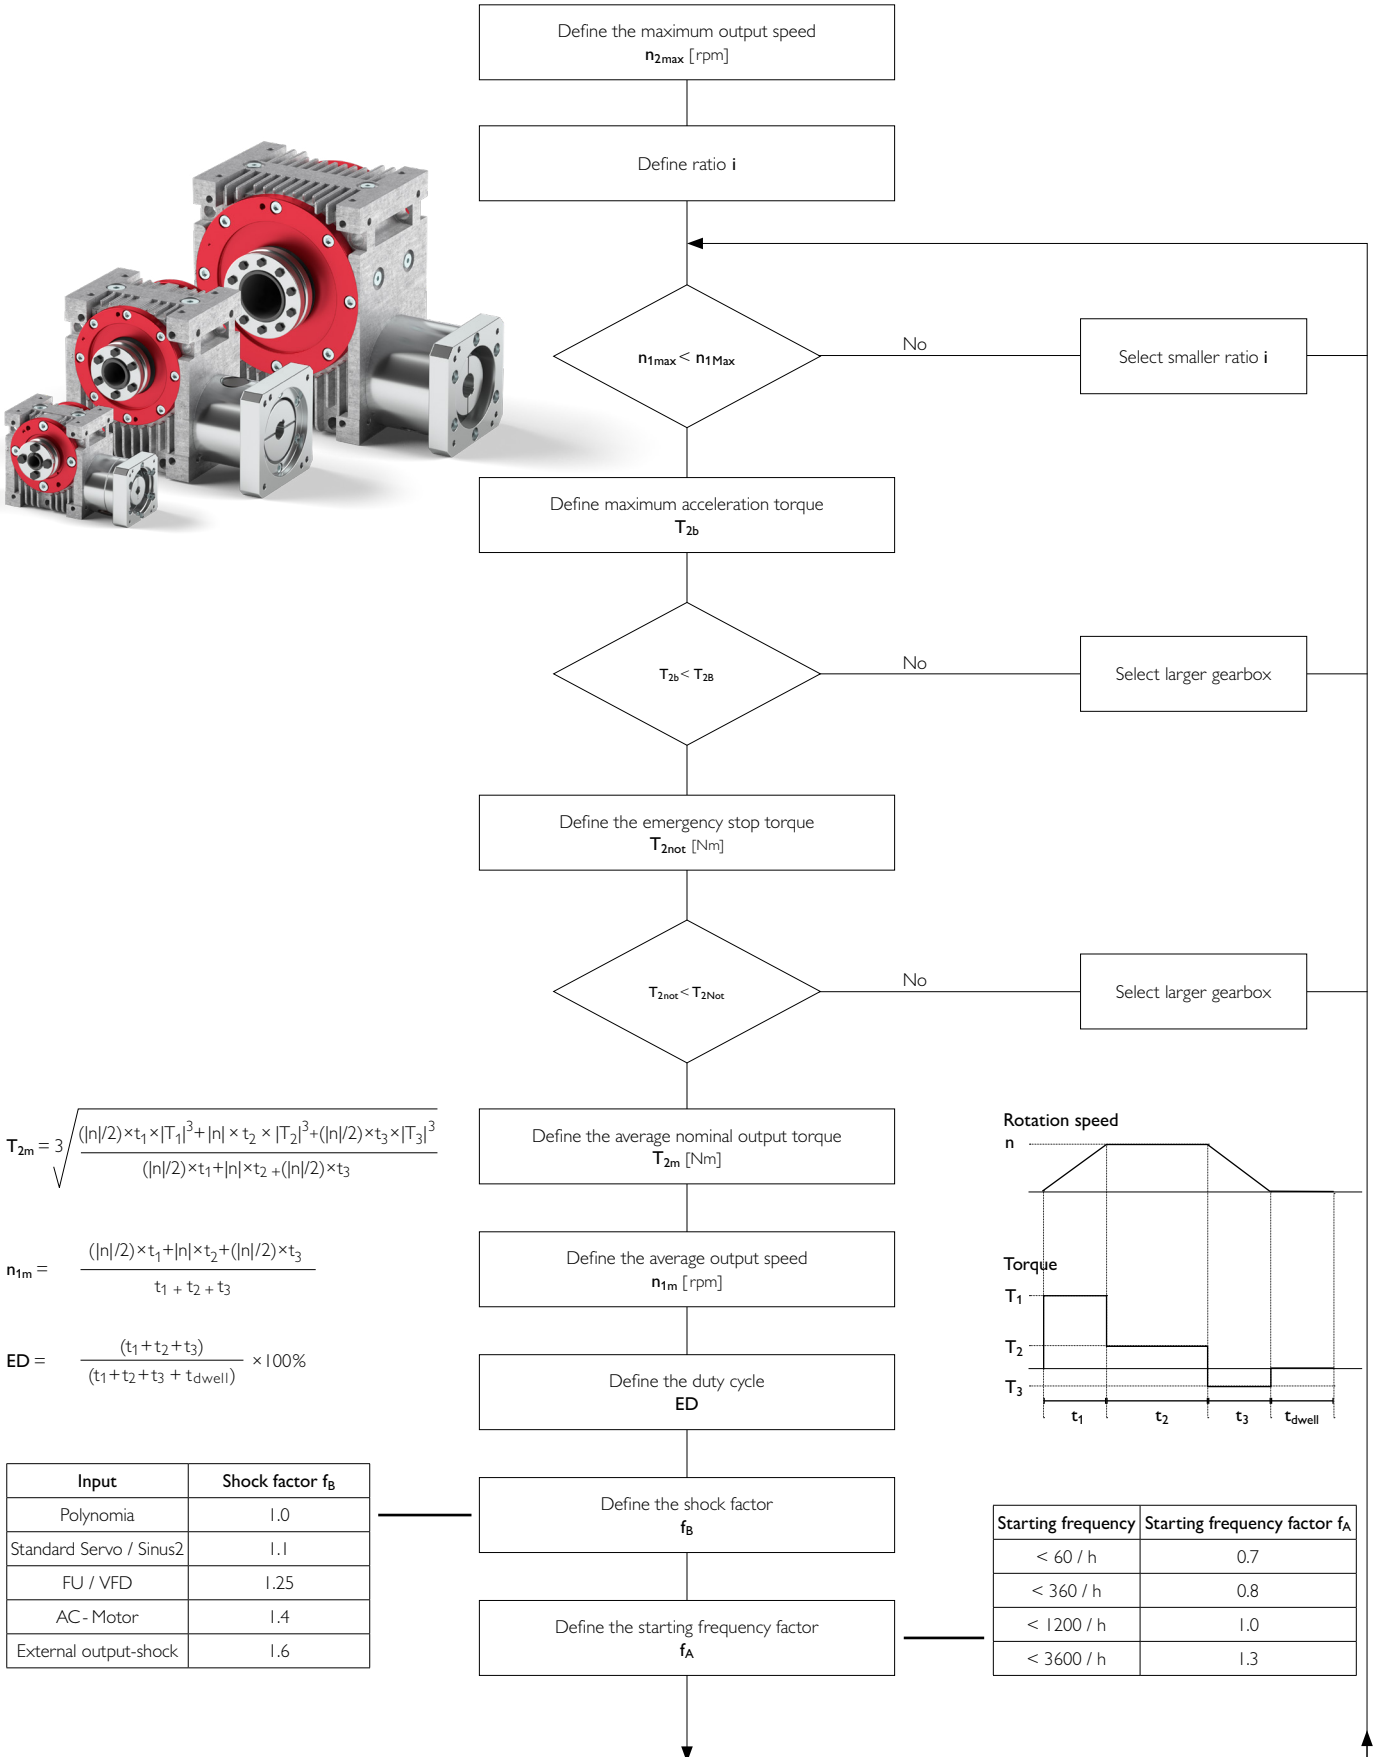 Define the maximum output speed
n2max [rpm]
Define ratio i
n1max < n1Max
No
Select smaller ratio i
Define maximum acceleration torque
T2b
T2b < T2B
No
Select larger gearbox
Define the emergency stop torque
T2not [Nm]
T2not < T2Not
No
Select larger gearbox
T2m = 3√ (|n|/2)×t1×|T1|^3+|n| × t2 × |T2|^3+(|n|/2)×t3×|T3|^3
(|n|/2)×t1+|n|×t2 +(|n|/2)×t3
Define the average nominal output torque
T2m [Nm]
n1m = (|n|/2)×t1+|n|×t2+(|n|/2)×t3
t1 + t2 + t3
Define the average output speed
n1m [rpm]
ED = (t1+t2+t3)
(t1+t2+t3 + tdwell) ×100%
Define the duty cycle
ED
Rotation speed
n
Torque
T1
T2
T3
t1 t2 t3 tdwell
Input Shock factor fB
Polynomia 1.0
Standard Servo / Sinus2 1.1
FU / VFD 1.25
AC- Motor 1.4
External output-shock 1.6
Define the shock factor
fB
Define the starting frequency factor
fA
Starting frequency Starting frequency factor fA
< 60 / h 0.7
< 360 / h 0.8
< 1200 / h 1.0
< 3600 / h 1.3